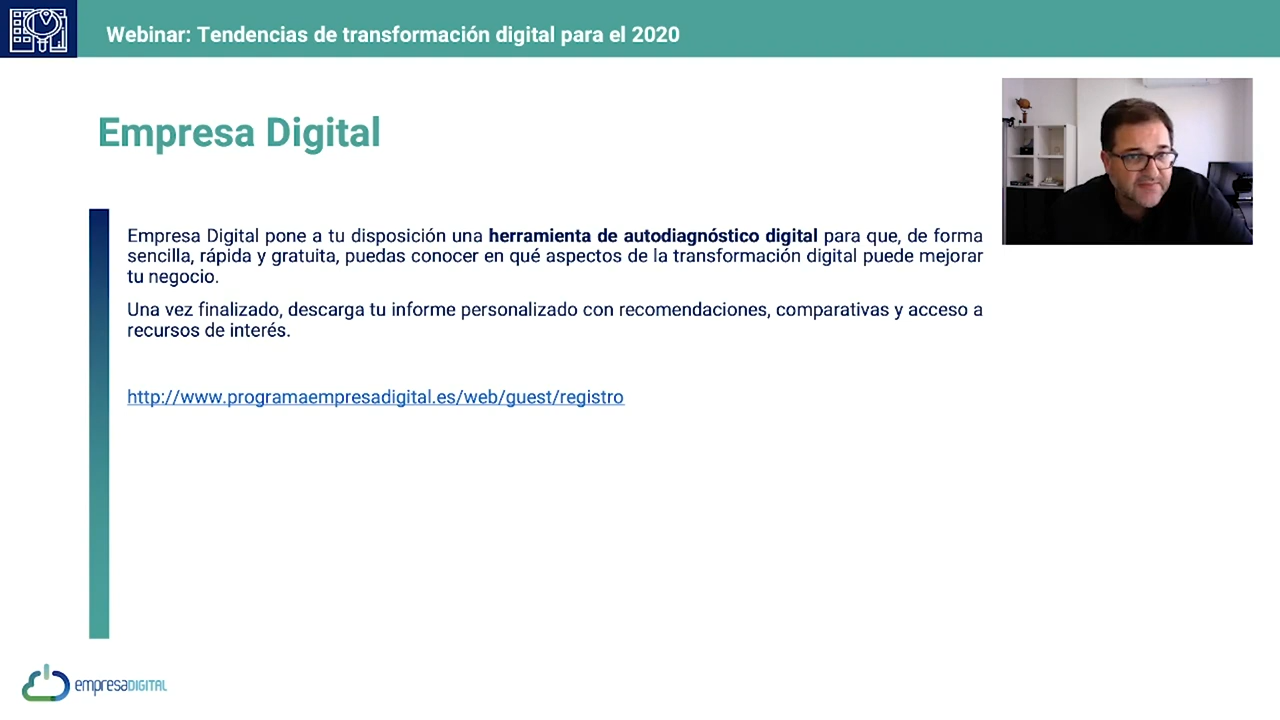 Webinar: Tendencias de transformación digital para el 2020
Empresa Digital
Empresa Digital pone a tu disposición una herramienta de autodiagnóstico digital para que, de forma
sencilla, rápida y gratuita, puedas conocer en qué aspectos de la transformación digital puede mejorar
tu negocio.
Una vez finalizado, descarga tu informe personalizado con recomendaciones, comparativas y acceso a
recursos de interés.
http://www.programaempresadigital.es/web/guest/registro
empresaDIGITAL